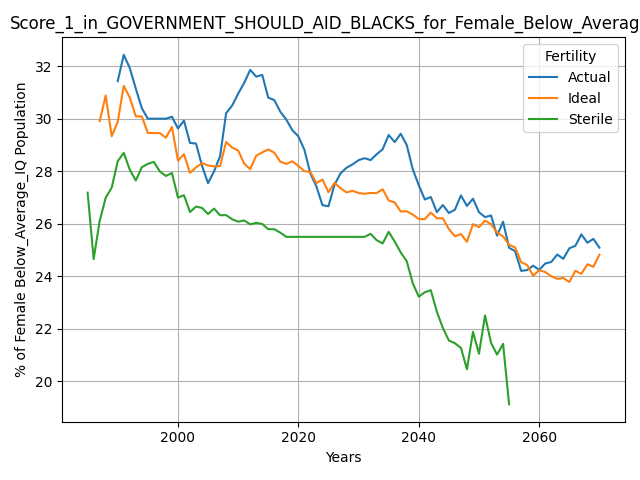 Score_1_in_GOVERNMENT_SHOULD_AID_BLACKS_for_Female_Below_Averag
Fertility
Actual
Ideal
Sterile
% of Female Below_Average_IQ Population
32
30
28
26
24
22
20
2000 2020 2040 2060
Years